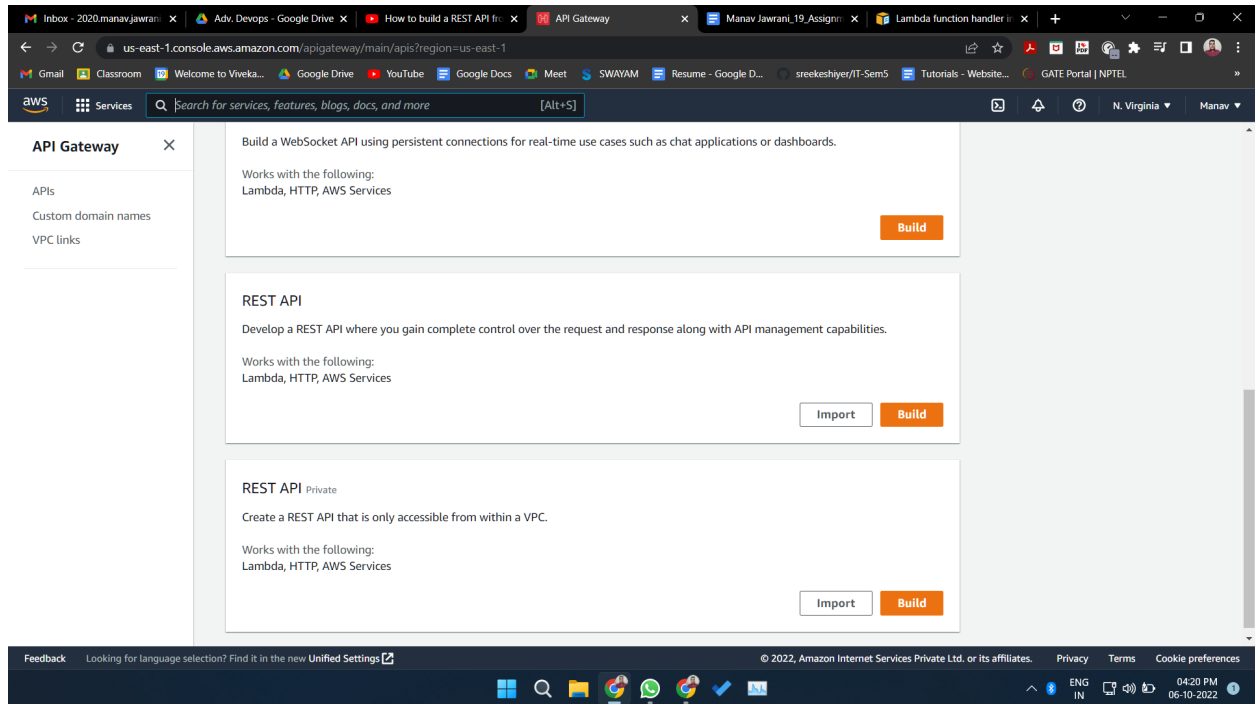 Inbox - 2020.manav.jawrani
Adv. Devops - Google Drive
How to build a REST API fro
API Gateway
Manav Jawrani_19_Assignm
Lambda function handler in
us-east-1.console.aws.amazon.com/apigateway/main/apis?region=us-east-1
Gmail
Classroom
Welcome to Viveka...
Google Drive
YouTube
Google Docs
Meet
SWAYAM
Resume - Google D...
sreekeshiyer/IT-Sem5
Tutorials - Website...
GATE Portal | NPTEL
»
aws
Services
Search for services, features, blogs, docs, and more
[Alt+S]
N. Virginia ▼
Manav ▼
API Gateway
APIs
Custom domain names
VPC links
Build a WebSocket API using persistent connections for real-time use cases such as chat applications or dashboards.
Works with the following:
Lambda, HTTP, AWS Services
Build
REST API
Develop a REST API where you gain complete control over the request and response along with API management capabilities.
Works with the following:
Lambda, HTTP, AWS Services
Import
Build
REST API Private
Create a REST API that is only accessible from within a VPC.
Works with the following:
Lambda, HTTP, AWS Services
Import
Build
Feedback
Looking for language selection? Find it in the new Unified Settings
© 2022, Amazon Internet Services Private Ltd. or its affiliates.
Privacy
Terms
Cookie preferences
ENG
IN
04:20 PM
06-10-2022
1